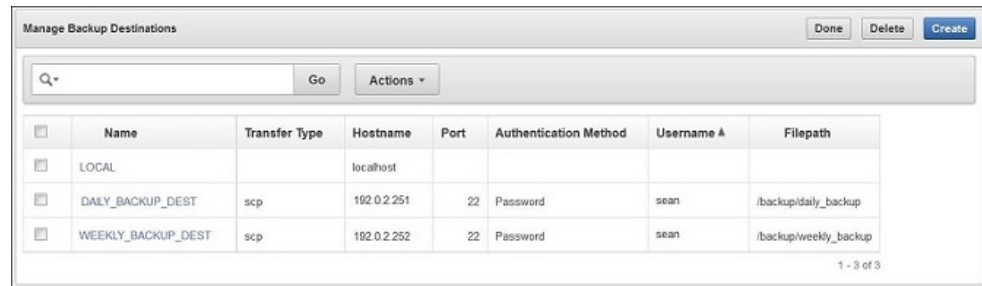 Manage Backup Destinations Done Delete Create
Go Actions
Name Transfer Type Hostname Port Authentication Method Username Filepath
LOCAL localhost
DAILY_BACKUP_DEST scp 192.0.2.251 22 Password sean /backup/daily_backup
WEEKLY_BACKUP_DEST scp 192.0.2.252 22 Password sean /backup/weekly_backup
1 - 3 of 3